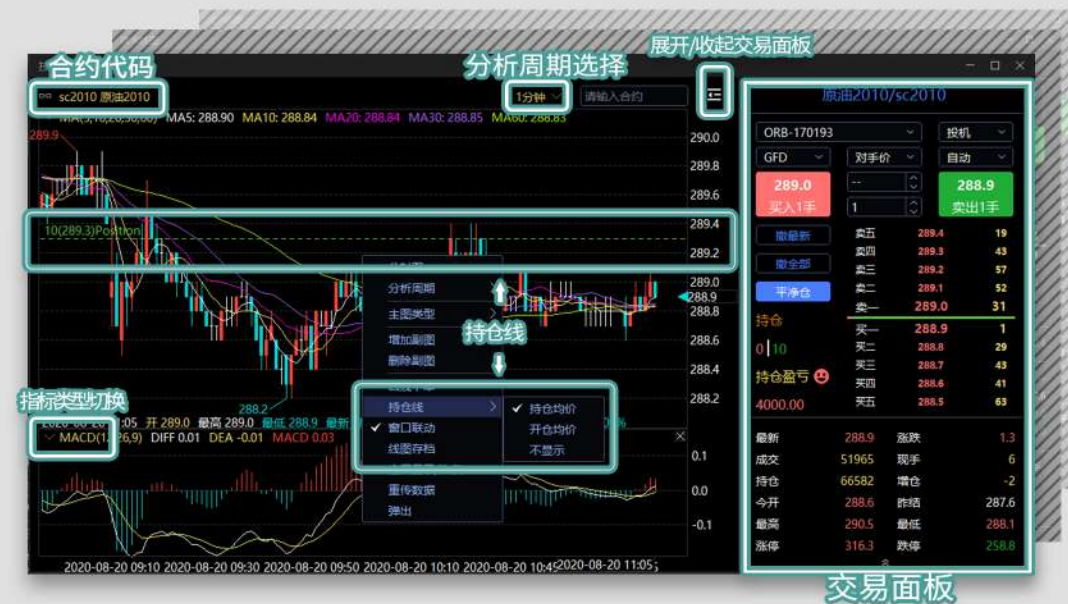 展开/收起交易面板
合约代码
分析周期选择
sc2010 原油2010
1分钟
请输入合约
原油2010/sc2010
MA(5,10,20,30,60) MA5: 288.90 MA10: 288.84 MA20: 288.84 MA30: 288.85 MA60: 288.83
289.9
290.0
289.8
289.6
289.4
289.2
289.0
288.9
288.8
288.6
288.4
288.2
10(289.3)Position
288.2
分析周期
主图类型
增加副图
删除副图
持仓线
持仓线
窗口联动
线图存档
重传数据
弹出
持仓均价
开仓均价
不显示
指标类型切换
:05 开 289.0 最高 289.0 最低 288.9 最新
MACD(12,26,9) DIFF 0.01 DEA -0.01 MACD 0.03
0.1
0.0
-0.1
2020-08-20 09:10 2020-08-20 09:30 2020-08-20 09:50 2020-08-20 10:10 2020-08-20 10:45 2020-08-20 11:05
ORB-170193 投机
GFD 对手价 自动
289.0 -- 288.9
买入1手 1 卖出1手
撤最新
撤全部
平净仓
持仓
0 10
持仓盈亏
4000.00
卖五 289.4 19
卖四 289.3 43
卖三 289.2 57
卖二 289.1 52
卖一 289.0 31
买一 288.9 1
买二 288.8 29
买三 288.7 43
买四 288.6 41
买五 288.5 63
最新 288.9 涨跌 1.3
成交 51965 现手 6
持仓 66582 增仓 -2
今开 288.6 昨结 287.6
最高 290.5 最低 288.1
涨停 316.3 跌停 258.8
交易面板